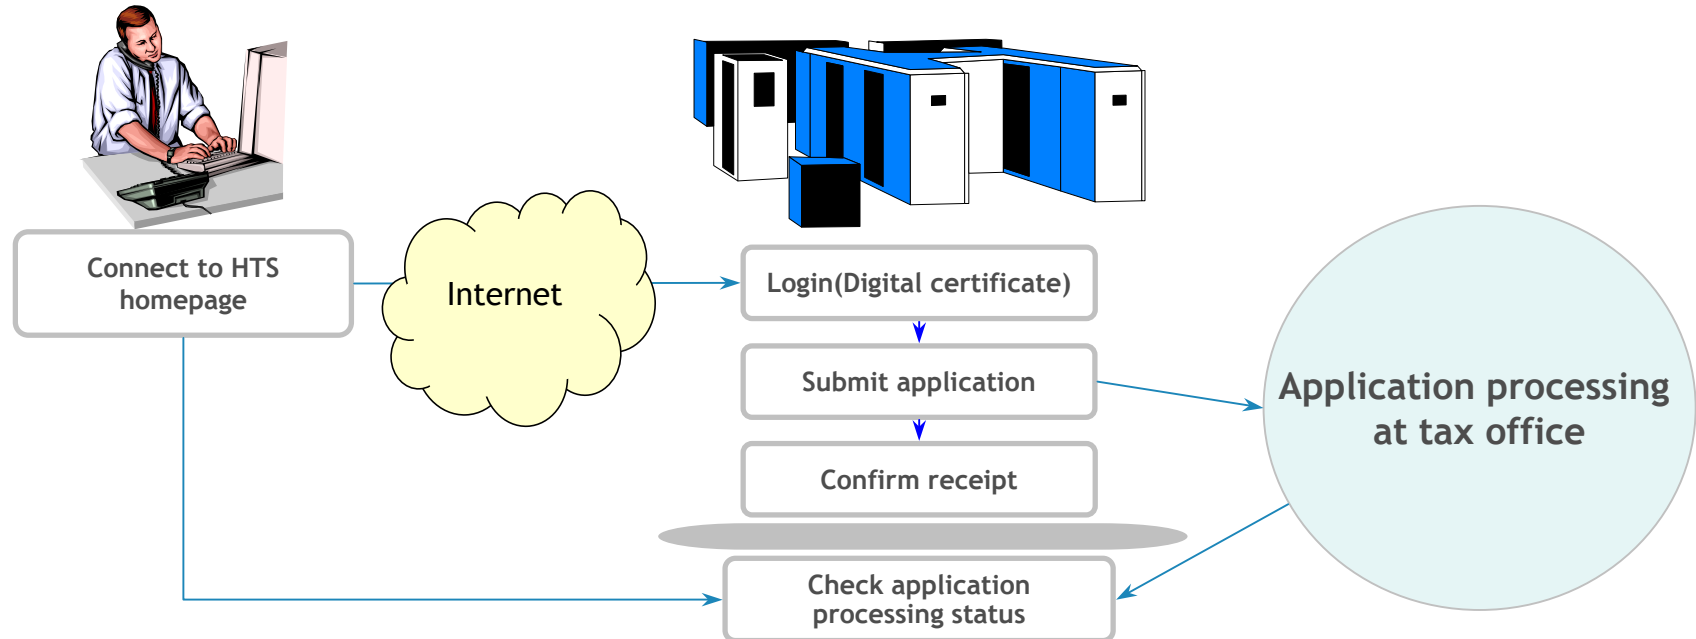 Connect to HTS
homepage
Internet
Login(Digital certificate)
Submit application
Confirm receipt
Check application
processing status
Application processing
at tax office